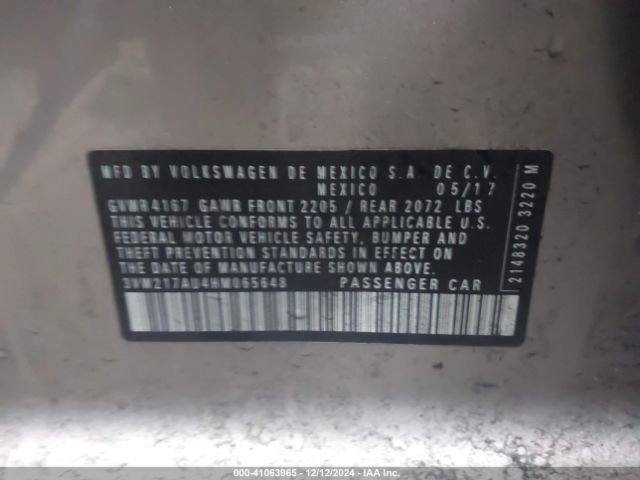 MFD BY VOLKSWAGEN DE MEXICO S.A. DE C.V.
MEXICO 05/17
GVWR4167 GAWR FRONT 2205 / REAR 2072 LBS
THIS VEHICLE CONFORMS TO ALL APPLICABLE U.S.
FEDERAL MOTOR VEHICLE SAFETY, BUMPER AND
THEFT PREVENTION STANDARDS IN EFFECT ON
THE DATE OF MANUFACTURE SHOWN ABOVE.
3VW217AU4HM065648 PASSENGER CAR
2148320 3220 M
000-41063965 • 12/12/2024 • IAA Inc.